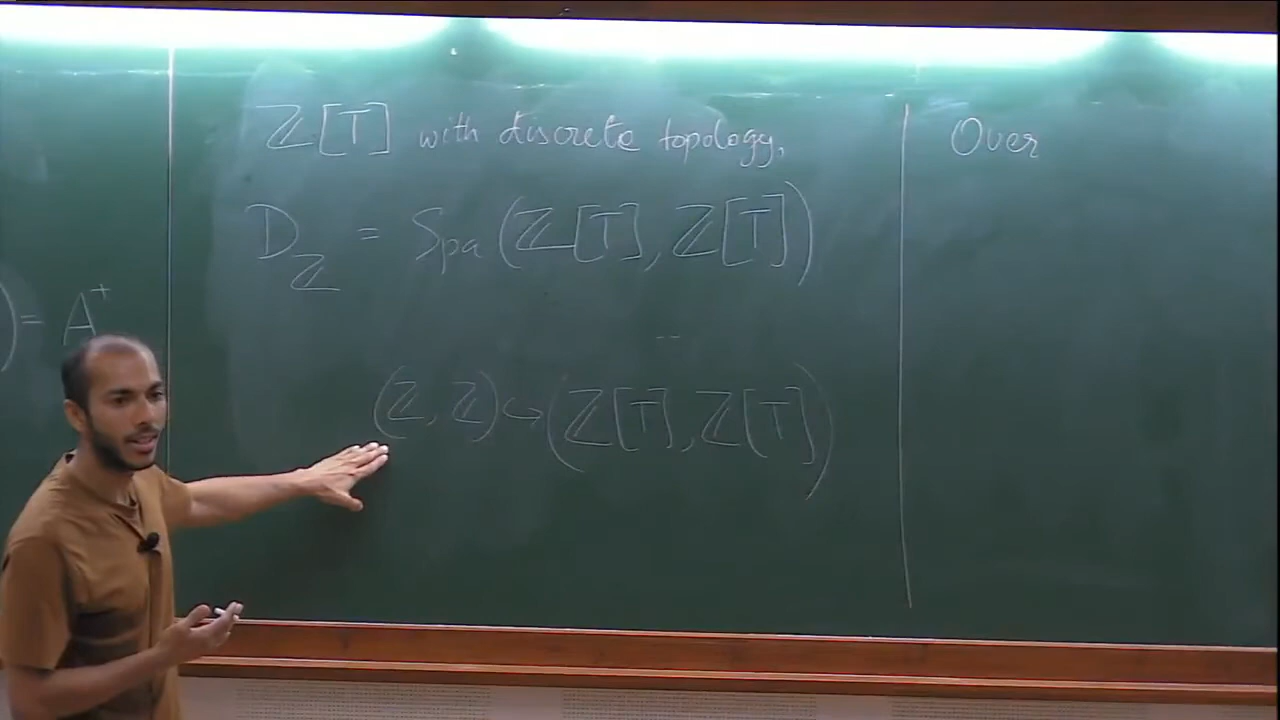 ℤ[T] with discrete topology,
D_ℤ = Spa(ℤ[T], ℤ[T])
) = A⁺
(ℤ, ℤ) ↪ (ℤ[T], ℤ[T])
Over